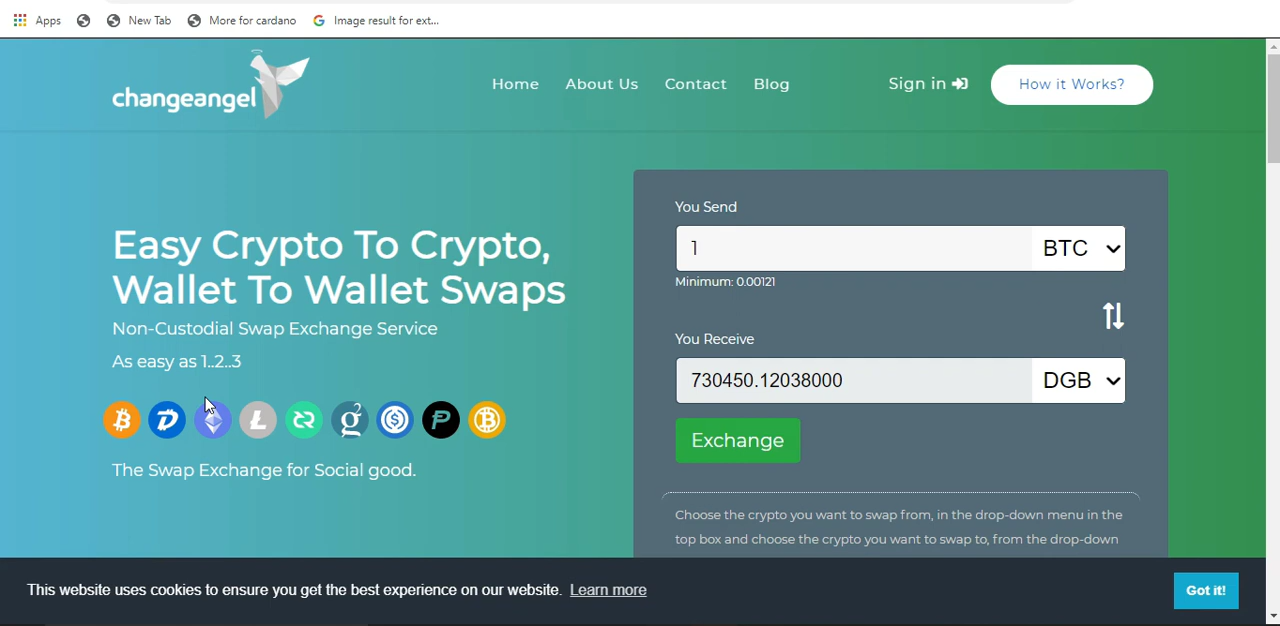 Apps
New Tab
More for cardano
Image result for ext...
changeangel
Home
About Us
Contact
Blog
Sign in
How it Works?
Easy Crypto To Crypto,
Wallet To Wallet Swaps
Non-Custodial Swap Exchange Service
As easy as 1..2..3
The Swap Exchange for Social good.
You Send
1
BTC
Minimum: 0.00121
You Receive
730450.12038000
DGB
Exchange
Choose the crypto you want to swap from, in the drop-down menu in the
top box and choose the crypto you want to swap to, from the drop-down
This website uses cookies to ensure you get the best experience on our website. Learn more
Got it!